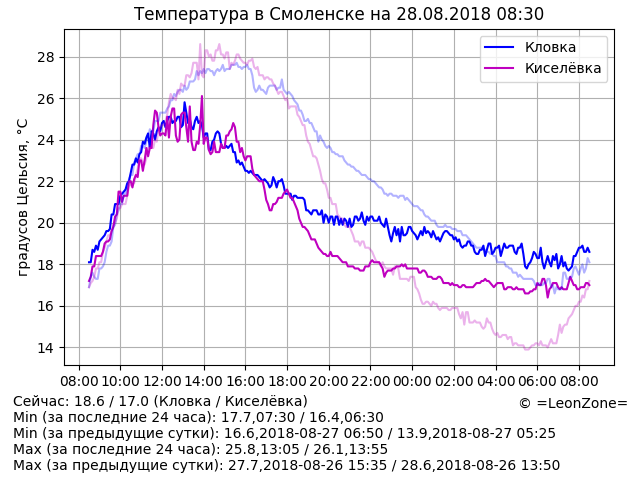 Температура в Смоленске на 28.08.2018 08:30
градусов Цельсия, °C
28
26
24
22
20
18
16
14
Кловка
Киселёвка
08:00 10:00 12:00 14:00 16:00 18:00 20:00 22:00 00:00 02:00 04:00 06:00 08:00
Сейчас: 18.6 / 17.0 (Кловка / Киселёвка)
© =LeonZone=
Min (за последние 24 часа): 17.7,07:30 / 16.4,06:30
Min (за предыдущие сутки): 16.6,2018-08-27 06:50 / 13.9,2018-08-27 05:25
Max (за последние 24 часа): 25.8,13:05 / 26.1,13:55
Max (за предыдущие сутки): 27.7,2018-08-26 15:35 / 28.6,2018-08-26 13:50